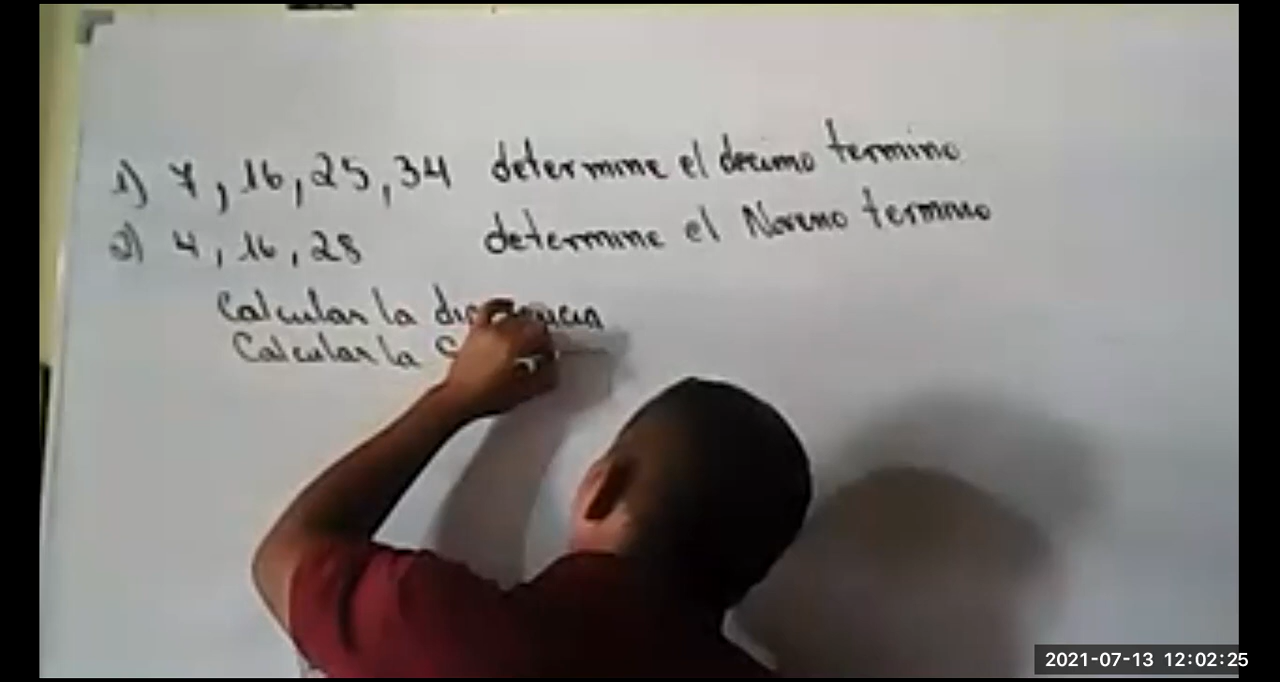 1) 7, 16, 25, 34 determine el decimo termino
2) 4, 16, 28 determine el Noveno termino
Calcular la
Calcular la
2021-07-13 12:02:25